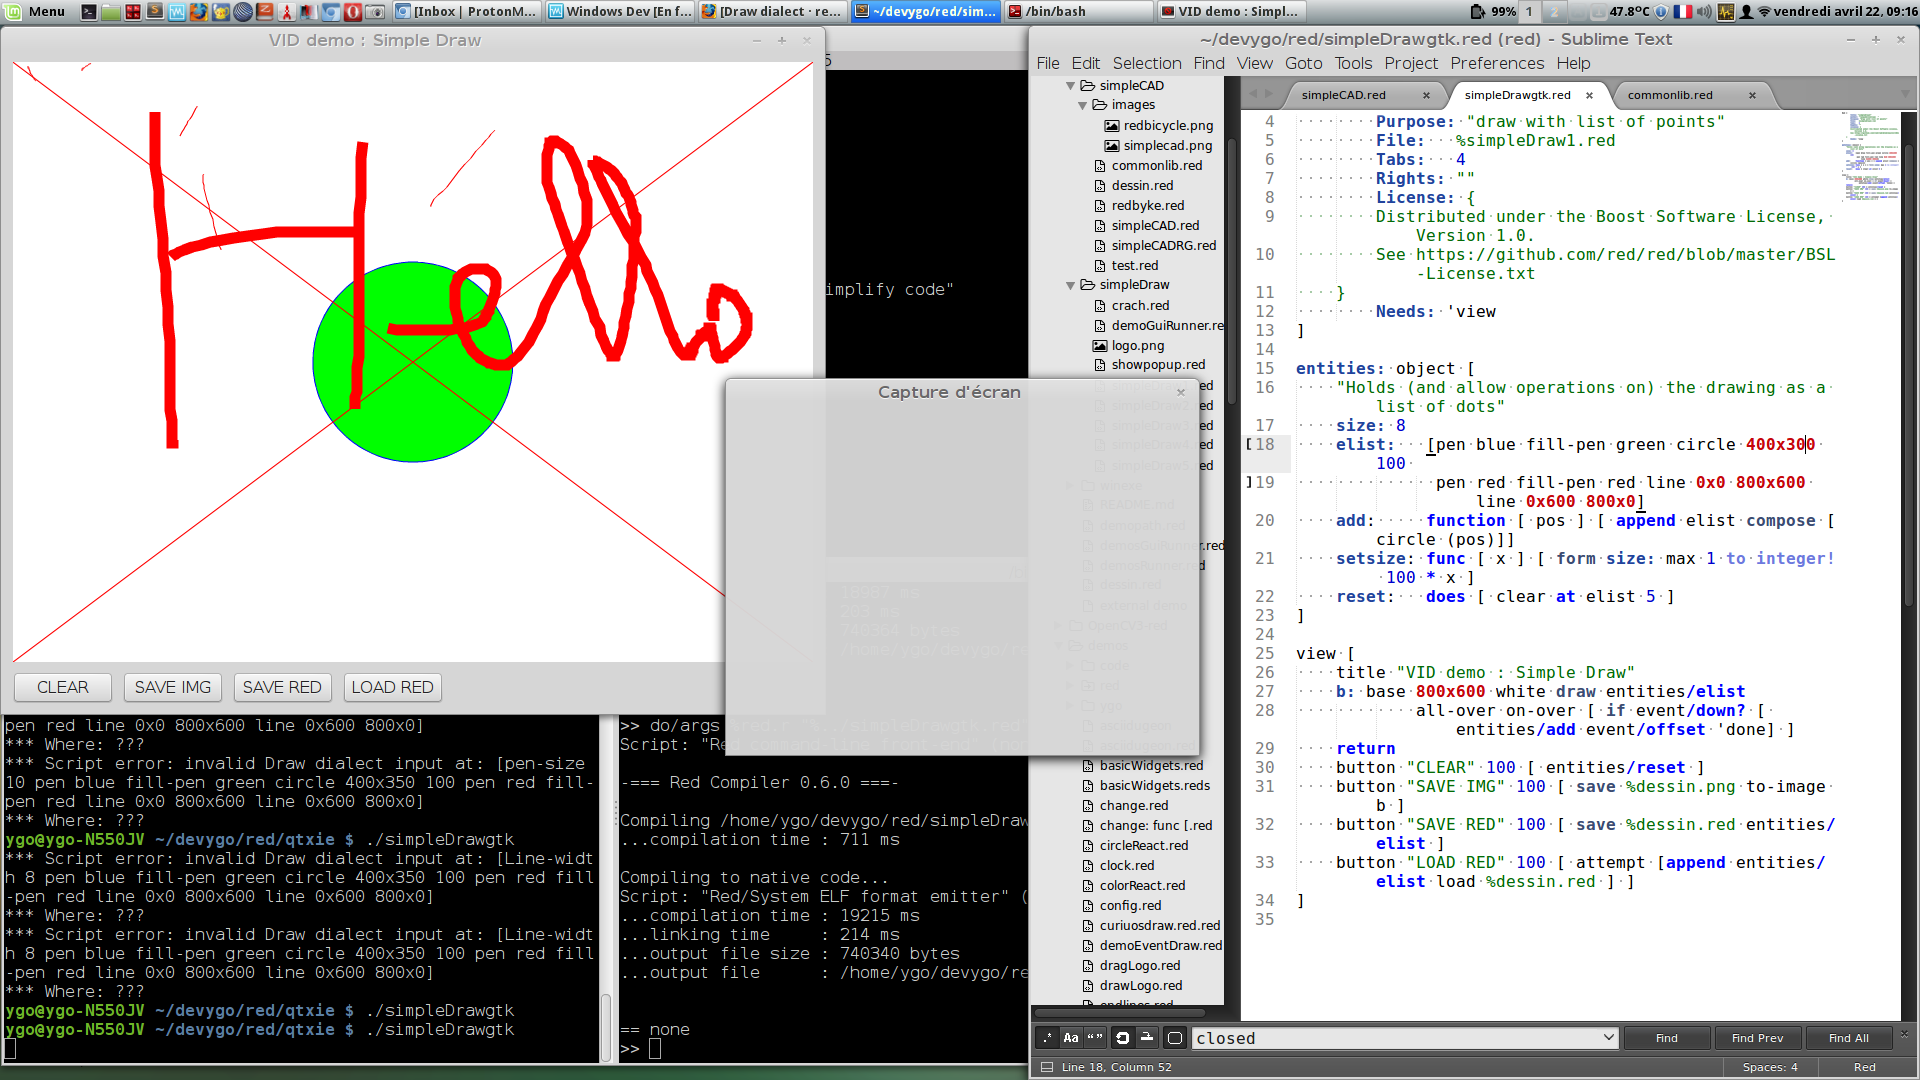 Menu
[Inbox | ProtonM...
Windows Dev [En f...
[Draw dialect · re...
~/devygo/red/sim...
/bin/bash
VID demo : Simpl...
99%
1
2
47.8°C
vendredi avril 22, 09:16
VID demo : Simple Draw
Hello
CLEAR
SAVE IMG
SAVE RED
LOAD RED
5
implify code"
pen red line 0x0 800x600 line 0x600 800x0]
*** Where: ???
*** Script error: invalid Draw dialect input at: [pen-size
10 pen blue fill-pen green circle 400x350 100 pen red fill-
pen red line 0x0 800x600 line 0x600 800x0]
*** Where: ???
ygo@ygo-N550JV ~/devygo/red/qtxie $ ./simpleDrawgtk
*** Script error: invalid Draw dialect input at: [Line-widt
h 8 pen blue fill-pen green circle 400x350 100 pen red fill
-pen red line 0x0 800x600 line 0x600 800x0]
*** Where: ???
*** Script error: invalid Draw dialect input at: [Line-widt
h 8 pen blue fill-pen green circle 400x350 100 pen red fill
-pen red line 0x0 800x600 line 0x600 800x0]
*** Where: ???
ygo@ygo-N550JV ~/devygo/red/qtxie $ ./simpleDrawgtk
ygo@ygo-N550JV ~/devygo/red/qtxie $ ./simpleDrawgtk
>> do/args
Script: "Red command-line front-end"
-=== Red Compiler 0.6.0 ===-
Compiling /home/ygo/devygo/red/simpleDraw
...compilation time : 711 ms
Compiling to native code...
Script: "Red/System ELF format emitter" (
...compilation time : 19215 ms
...linking time     : 214 ms
...output file size : 740340 bytes
...output file      : /home/ygo/devygo/re
== none
>>
Capture d'écran
~/devygo/red/simpleDrawgtk.red (red) - Sublime Text
File Edit Selection Find View Goto Tools Project Preferences Help
simpleCAD
images
redbicycle.png
simplecad.png
commonlib.red
dessin.red
redbyke.red
simpleCAD.red
simpleCADRG.red
test.red
simpleDraw
crach.red
demoGuiRunner.re
logo.png
showpopup.red
basicWidgets.red
basicWidgets.reds
change.red
change: func [.red
circleReact.red
clock.red
colorReact.red
config.red
curiuosdraw.red.red
demoEventDraw.red
dragLogo.red
drawLogo.red
endlines.red
simpleCAD.red
simpleDrawgtk.red
commonlib.red
4 Purpose: "draw with list of points"
5 File: %simpleDraw1.red
6 Tabs: 4
7 Rights: ""
8 License: {
9 Distributed under the Boost Software License,
Version 1.0.
10 See https://github.com/red/red/blob/master/BSL
-License.txt
11 }
12 Needs: 'view
13 ]
14
15 entities: object [
16 "Holds (and allow operations on) the drawing as a
list of dots"
17 size: 8
18 elist: [pen blue fill-pen green circle 400x300
100
19 pen red fill-pen red line 0x0 800x600
line 0x600 800x0]
20 add: function [ pos ] [ append elist compose [
circle (pos)]]
21 setsize: func [ x ] [ form size: max 1 to integer!
100 * x ]
22 reset: does [ clear at elist 5 ]
23 ]
24
25 view [
26 title "VID demo : Simple Draw"
27 b: base 800x600 white draw entities/elist
28 all-over on-over [ if event/down? [
entities/add event/offset 'done] ]
29 return
30 button "CLEAR" 100 [ entities/reset ]
31 button "SAVE IMG" 100 [ save %dessin.png to-image
b ]
32 button "SAVE RED" 100 [ save %dessin.red entities/
elist ]
33 button "LOAD RED" 100 [ attempt [append entities/
elist load %dessin.red ] ]
34 ]
35
.* Aa “”
closed
Find
Find Prev
Find All
Line 18, Column 52
Spaces: 4
Red